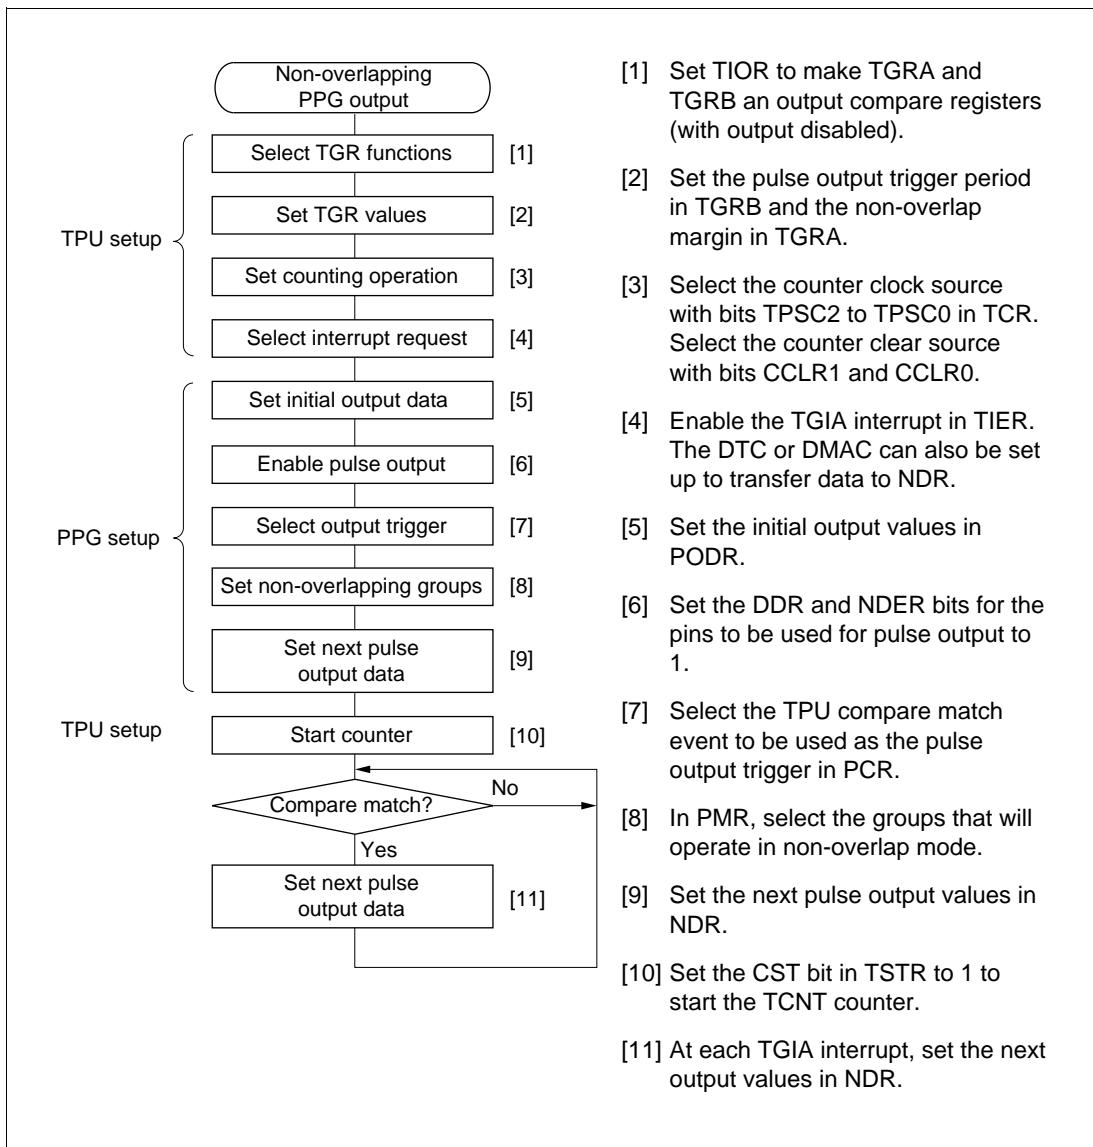 Non-overlapping
PPG output
TPU setup
Select TGR functions [1]
Set TGR values [2]
Set counting operation [3]
Select interrupt request [4]
PPG setup
Set initial output data [5]
Enable pulse output [6]
Select output trigger [7]
Set non-overlapping groups [8]
Set next pulse
output data [9]
TPU setup
Start counter [10]
Compare match?
No
Yes
Set next pulse
output data [11]
[1] Set TIOR to make TGRA and
TGRB an output compare registers
(with output disabled).
[2] Set the pulse output trigger period
in TGRB and the non-overlap
margin in TGRA.
[3] Select the counter clock source
with bits TPSC2 to TPSC0 in TCR.
Select the counter clear source
with bits CCLR1 and CCLR0.
[4] Enable the TGIA interrupt in TIER.
The DTC or DMAC can also be set
up to transfer data to NDR.
[5] Set the initial output values in
PODR.
[6] Set the DDR and NDER bits for the
pins to be used for pulse output to
1.
[7] Select the TPU compare match
event to be used as the pulse
output trigger in PCR.
[8] In PMR, select the groups that will
operate in non-overlap mode.
[9] Set the next pulse output values in
NDR.
[10] Set the CST bit in TSTR to 1 to
start the TCNT counter.
[11] At each TGIA interrupt, set the next
output values in NDR.